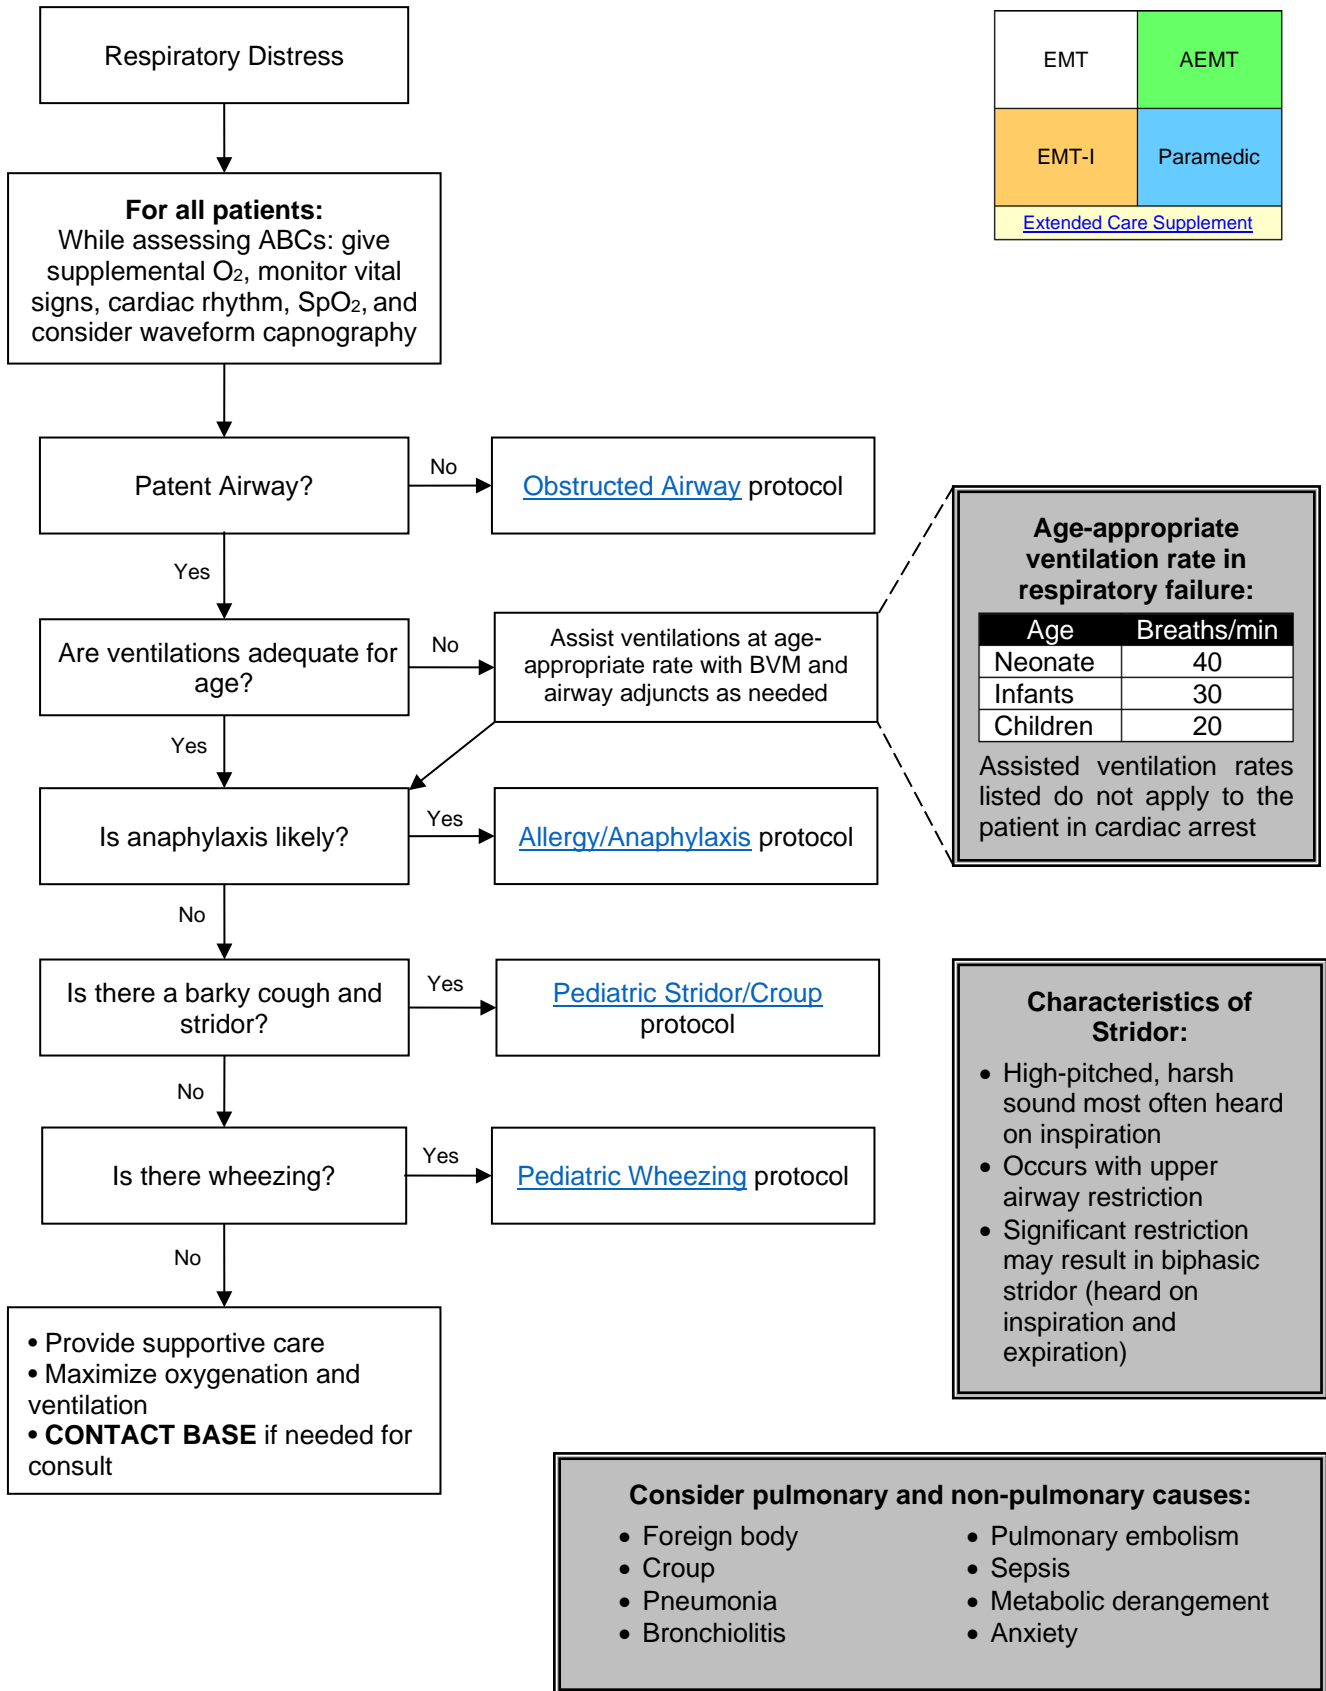 Respiratory Distress
EMT
AEMT
EMT-I
Paramedic
Extended Care Supplement
For all patients:
While assessing ABCs: give
supplemental O₂, monitor vital
signs, cardiac rhythm, SpO₂, and
consider waveform capnography
Patent Airway?
No
Obstructed Airway protocol
Yes
Are ventilations adequate for
age?
No
Assist ventilations at age-
appropriate rate with BVM and
airway adjuncts as needed
Age-appropriate
ventilation rate in
respiratory failure:
Age Breaths/min
Neonate 40
Infants 30
Children 20
Assisted ventilation rates
listed do not apply to the
patient in cardiac arrest
Yes
Is anaphylaxis likely?
Yes
Allergy/Anaphylaxis protocol
No
Is there a barky cough and
stridor?
Yes
Pediatric Stridor/Croup
protocol
No
Is there wheezing?
Yes
Pediatric Wheezing protocol
No
• Provide supportive care
• Maximize oxygenation and
ventilation
• CONTACT BASE if needed for
consult
Characteristics of
Stridor:
• High-pitched, harsh
sound most often heard
on inspiration
• Occurs with upper
airway restriction
• Significant restriction
may result in biphasic
stridor (heard on
inspiration and
expiration)
Consider pulmonary and non-pulmonary causes:
• Foreign body
• Croup
• Pneumonia
• Bronchiolitis
• Pulmonary embolism
• Sepsis
• Metabolic derangement
• Anxiety